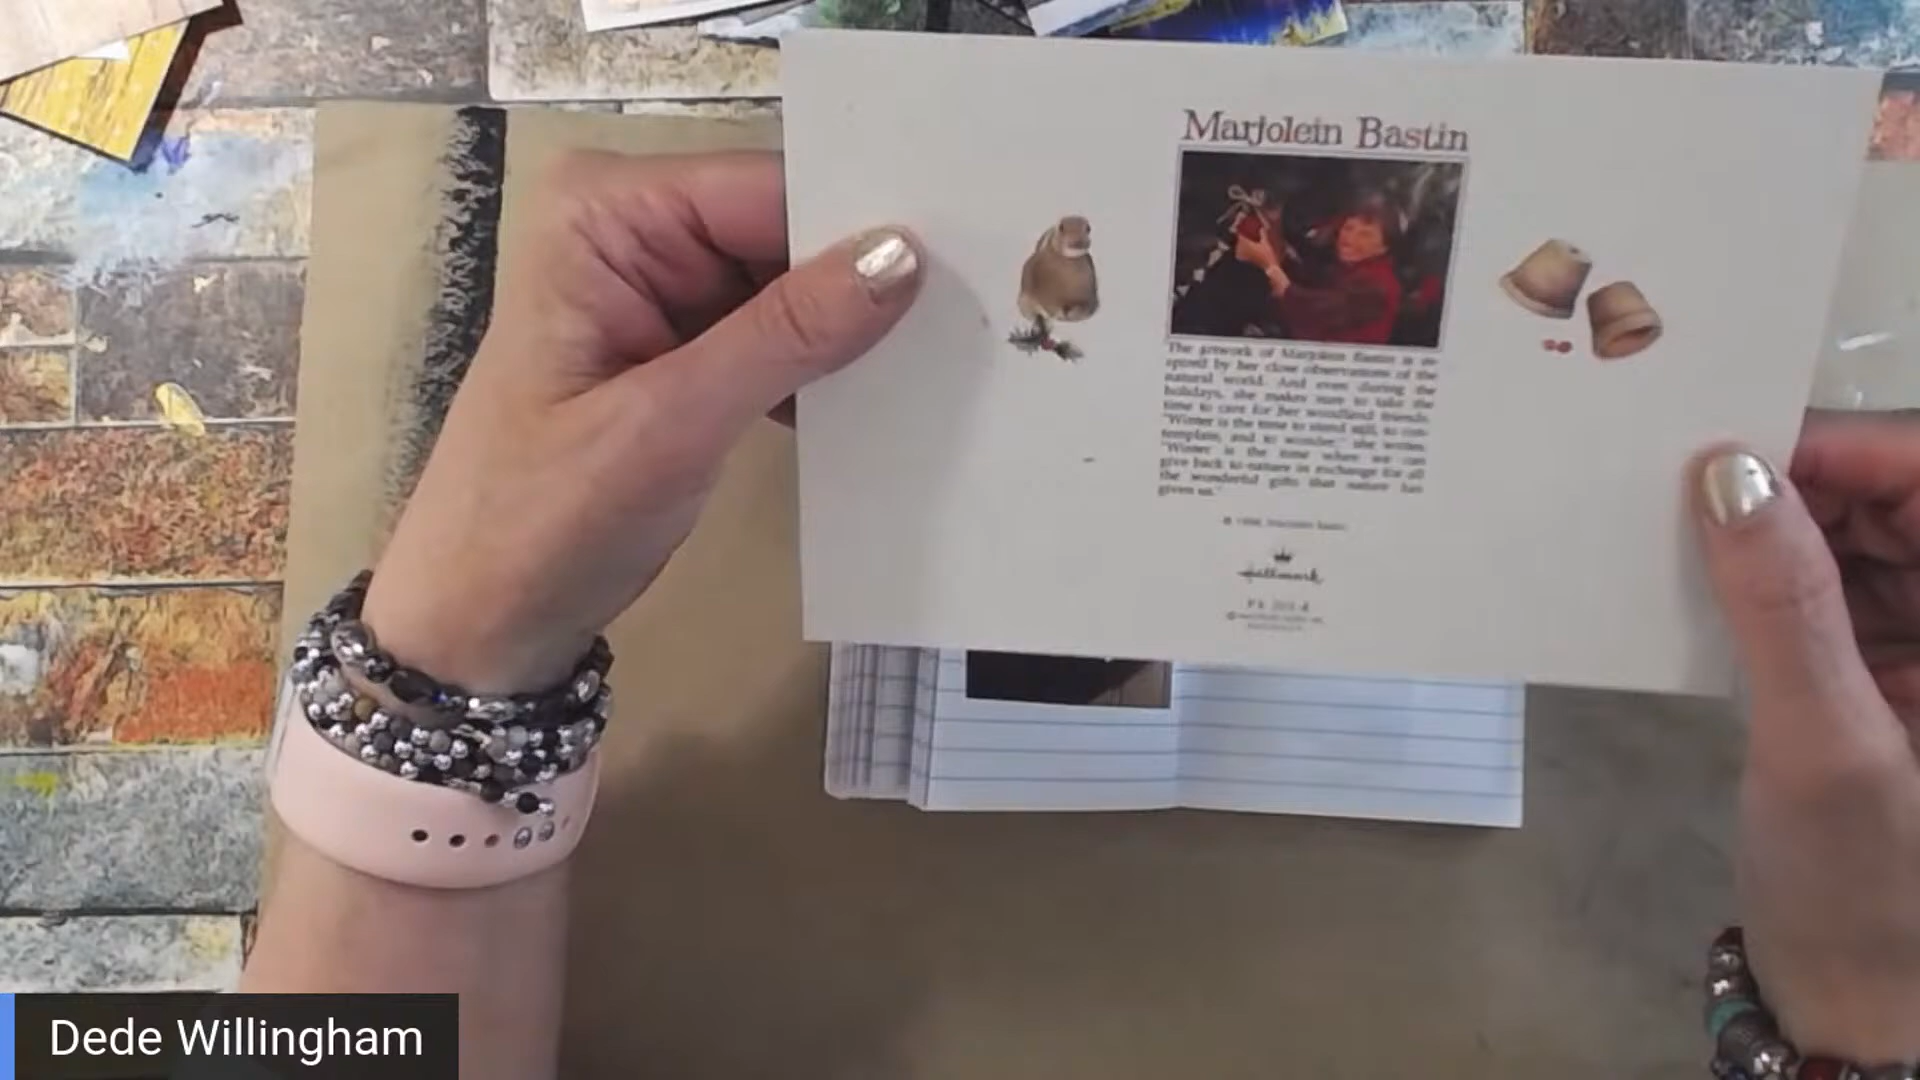 Marjolein Bastin
The artwork of Marjolein Bastin is in-
spired by her close observations of the
natural world. And even during the
holidays, she makes sure to take the
time to care for her woodland friends.
"Winter is the time to stand still, to con-
template, and to wonder," she writes.
"Winter is the time where we can
give back to nature in exchange for all
the wonderful gifts that nature has
given us."
Hallmark
Dede Willingham